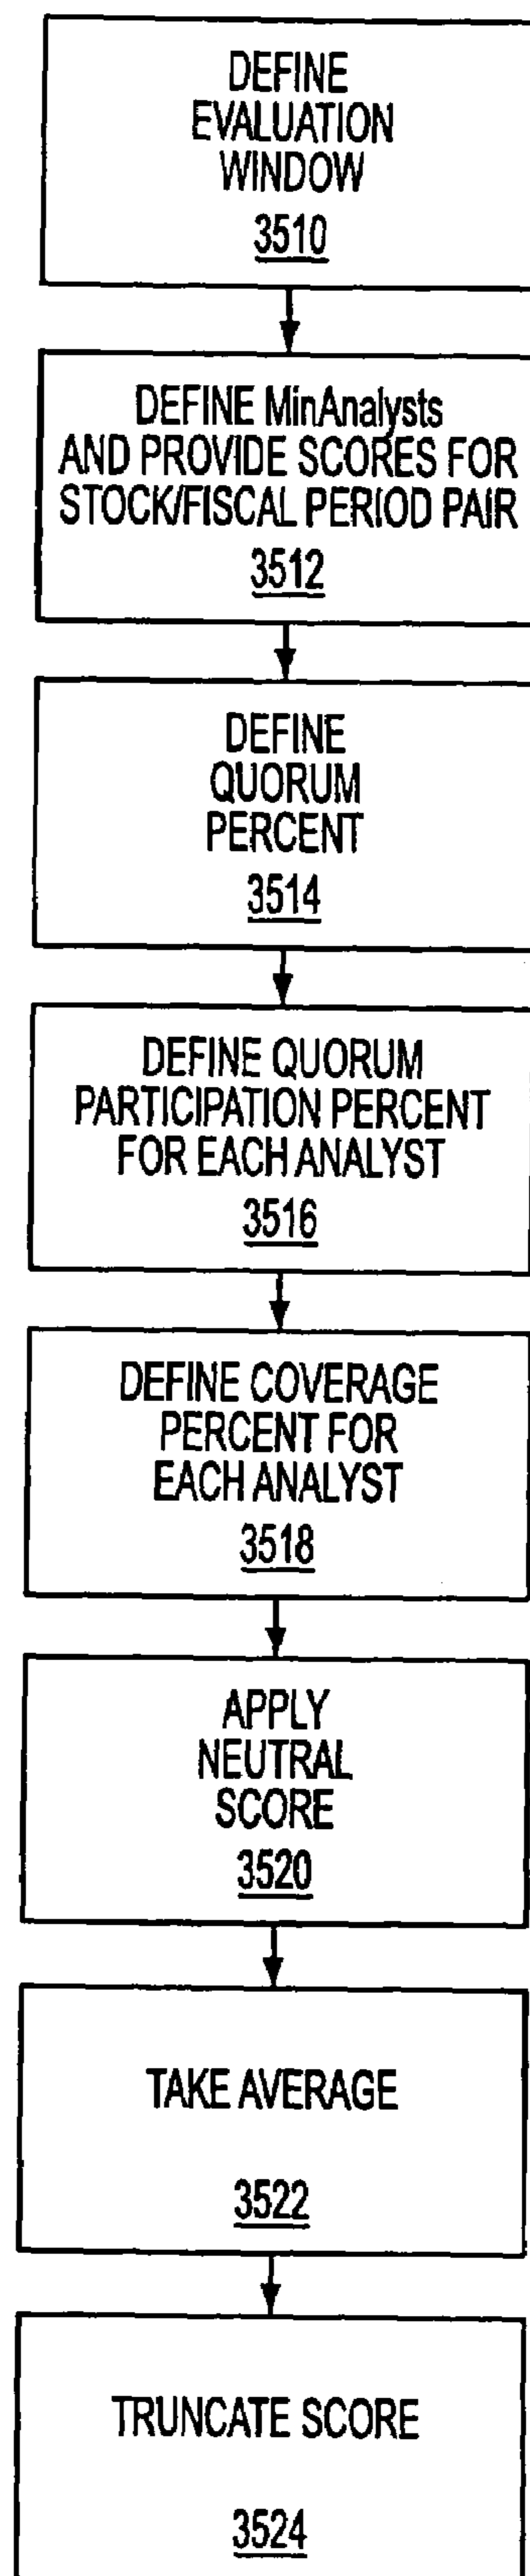 DEFINE
EVALUATION
WINDOW
3510
DEFINE MinAnalysts
AND PROVIDE SCORES FOR
STOCK/FISCAL PERIOD PAIR
3512
DEFINE
QUORUM
PERCENT
3514
DEFINE QUORUM
PARTICIPATION PERCENT
FOR EACH ANALYST
3516
DEFINE COVERAGE
PERCENT FOR
EACH ANALYST
3518
APPLY
NEUTRAL
SCORE
3520
TAKE AVERAGE
3522
TRUNCATE SCORE
3524